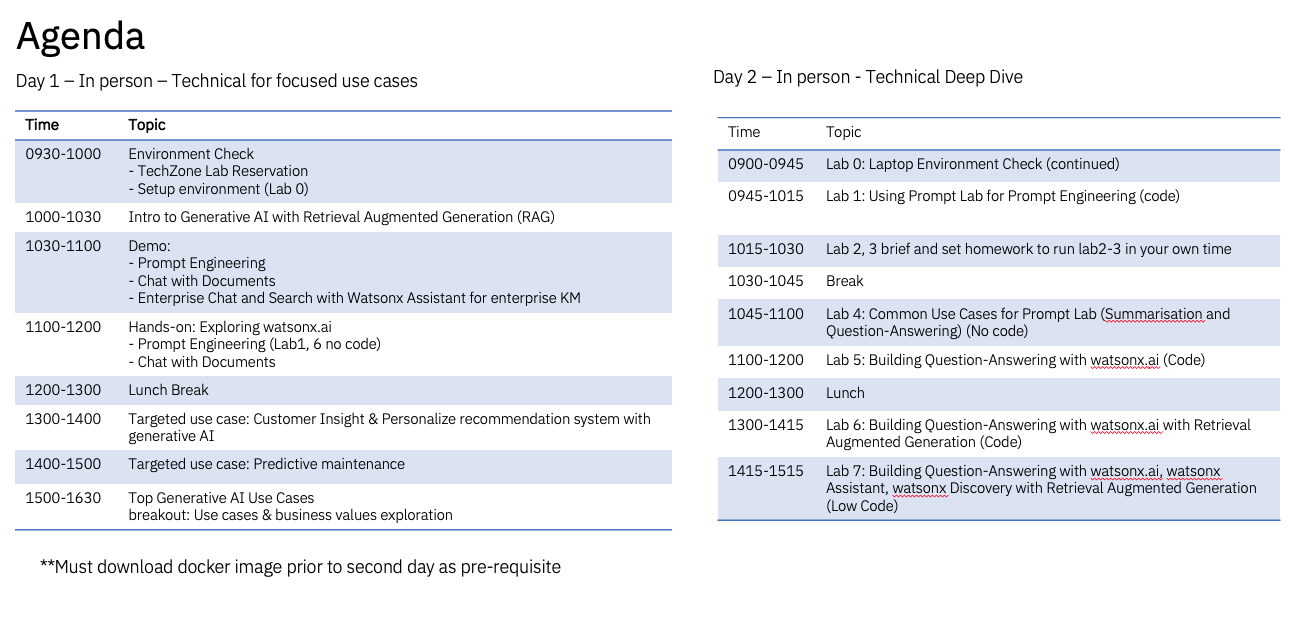 Agenda
Day 1 – In person – Technical for focused use cases
Time Topic
0930-1000 Environment Check
- TechZone Lab Reservation
- Setup environment (Lab 0)
1000-1030 Intro to Generative AI with Retrieval Augmented Generation (RAG)
1030-1100 Demo:
- Prompt Engineering
- Chat with Documents
- Enterprise Chat and Search with Watsonx Assistant for enterprise KM
1100-1200 Hands-on: Exploring watsonx.ai
- Prompt Engineering (Lab1, 6 no code)
- Chat with Documents
1200-1300 Lunch Break
1300-1400 Targeted use case: Customer Insight & Personalize recommendation system with
generative AI
1400-1500 Targeted use case: Predictive maintenance
1500-1630 Top Generative AI Use Cases
breakout: Use cases & business values exploration
**Must download docker image prior to second day as pre-requisite
Day 2 – In person - Technical Deep Dive
Time Topic
0900-0945 Lab 0: Laptop Environment Check (continued)
0945-1015 Lab 1: Using Prompt Lab for Prompt Engineering (code)
1015-1030 Lab 2, 3 brief and set homework to run lab2-3 in your own time
1030-1045 Break
1045-1100 Lab 4: Common Use Cases for Prompt Lab (Summarisation and
Question-Answering) (No code)
1100-1200 Lab 5: Building Question-Answering with watsonx.ai (Code)
1200-1300 Lunch
1300-1415 Lab 6: Building Question-Answering with watsonx.ai with Retrieval
Augmented Generation (Code)
1415-1515 Lab 7: Building Question-Answering with watsonx.ai, watsonx
Assistant, watsonx Discovery with Retrieval Augmented Generation
(Low Code)